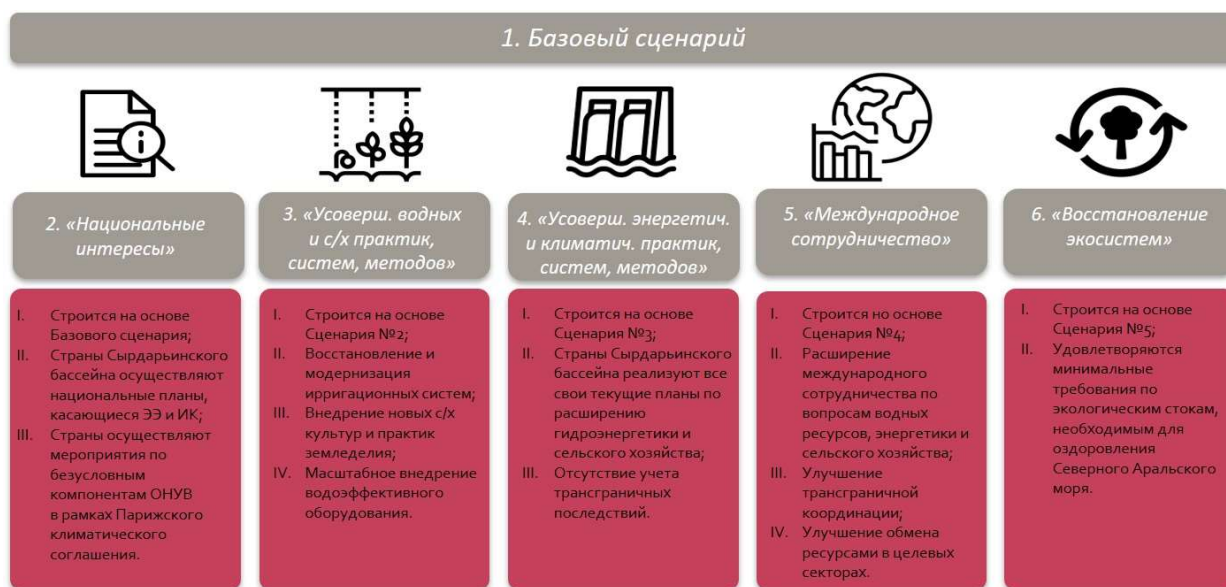 1. Базовый сценарий
2. «Национальные
интересы»
I. Строится на основе
Базового сценария;
II. Страны Сырдарьинского
бассейна осуществляют
национальные планы,
касающиеся ЭЭ и ИК;
III. Страны осуществляют
мероприятия по
безусловным
компонентам ОНУВ
в рамках Парижского
климатического
соглашения.
3. «Усоверш. водных
и с/х практик,
систем, методов»
I. Строится на основе
Сценария №2;
II. Восстановление и
модернизация
ирригационных систем;
III. Внедрение новых с/х
культур и практик
земледелия;
IV. Масштабное внедрение
водоэффективного
оборудования.
4. «Усоверш. энергетич.
и климатич. практик,
систем, методов»
I. Строится на основе
Сценария №3;
II. Страны Сырдарьинского
бассейна реализуют все
свои текущие планы по
расширению
гидроэнергетики и
сельского хозяйства;
III. Отсутствие учета
трансграничных
последствий.
5. «Международное
сотрудничество»
I. Строится но основе
Сценария №4;
II. Расширение
международного
сотрудничества по
вопросам водных
ресурсов, энергетики и
сельского хозяйства;
III. Улучшение
трансграничной
координации;
IV. Улучшение обмена
ресурсами в целевых
секторах.
6. «Восстановление
экосистем»
I. Строится на основе
Сценария №5;
II. Удовлетворяются
минимальные
требования по
экологическим стокам,
необходимым для
оздоровления
Северного Аральского
моря.